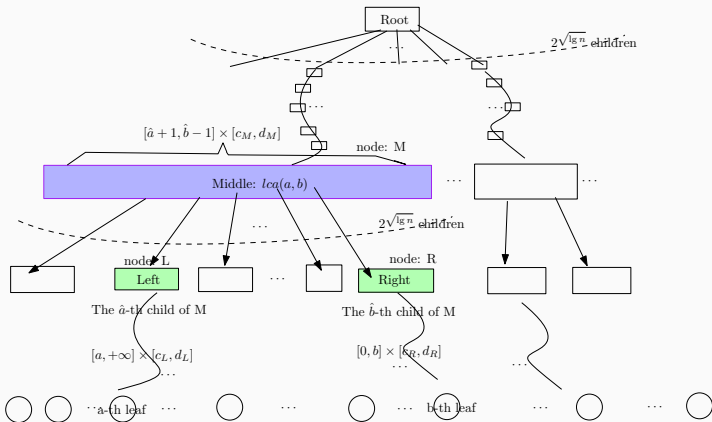 Root
...
$2^{\sqrt{\lg n}}$ children
... ...
$[\hat{a}+1, \hat{b}-1] \times [c_M, d_M]$
node: M
Middle: $lca(a, b)$ ... ...
... $2^{\sqrt{\lg n}}$ children
node: L node: R
Left ... Right
The $\hat{a}$-th child of M The $\hat{b}$-th child of M
$[a, +\infty] \times [c_L, d_L]$ $[0, b] \times [c_R, d_R]$
... ... ...
... a-th leaf ... ... ... b-th leaf ... ...